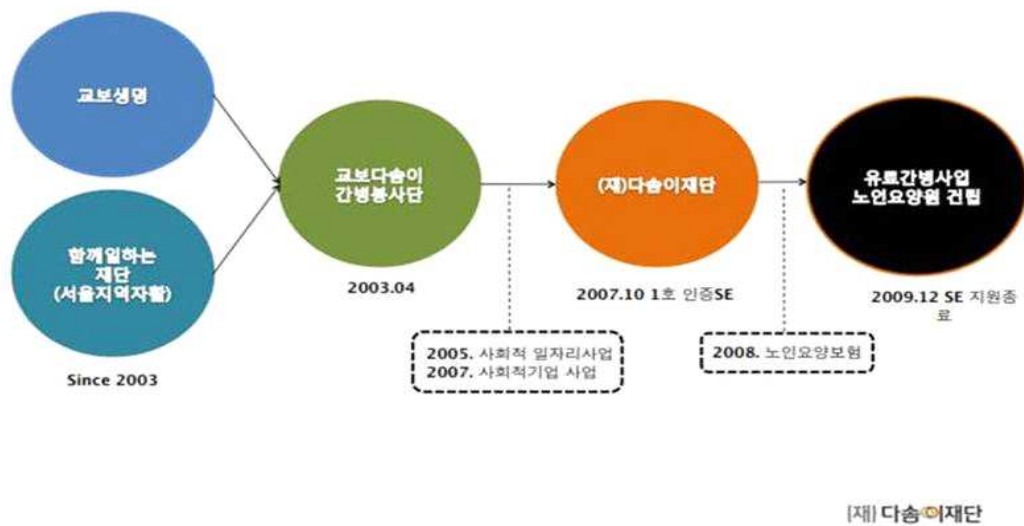 교보생명
함께일하는
재단
(서울지역자활)
Since 2003
교보다솜이
간병봉사단
2003.04
(재)다솜이재단
2007.10 1호 인증SE
유료간병사업
노인요양원 건립
2009.12 SE 지원종
료
2005. 사회적 일자리사업
2007. 사회적기업 사업
2008. 노인요양보험
[재] 다솜이재단